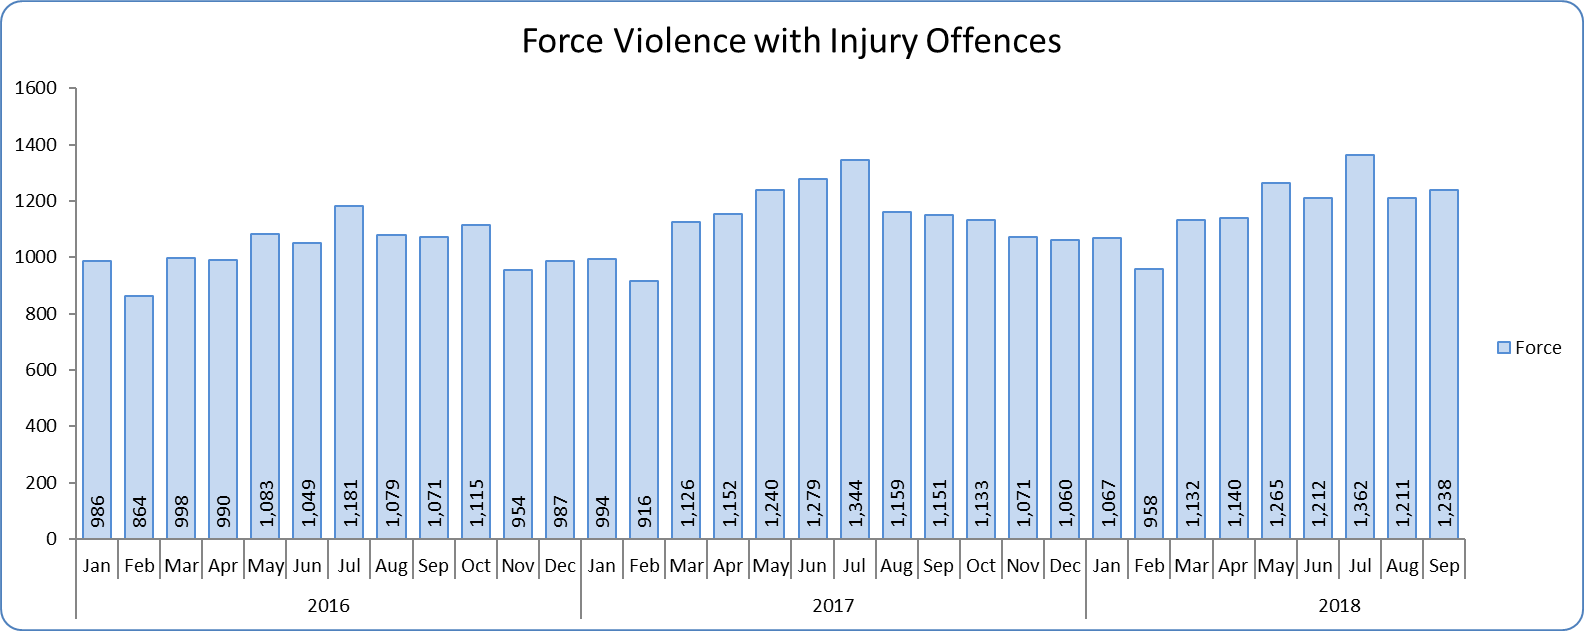 Force Violence with Injury Offences
1600
1400
1200
1000
800
600
400
200
0
986 864 998 990 1,083 1,049 1,181 1,079 1,071 1,115 954 987 994 916 1,126 1,152 1,240 1,279 1,344 1,159 1,151 1,133 1,071 1,060 1,067 958 1,132 1,140 1,265 1,212 1,362 1,211 1,238
Jan Feb Mar Apr May Jun Jul Aug Sep Oct Nov Dec Jan Feb Mar Apr May Jun Jul Aug Sep Oct Nov Dec Jan Feb Mar Apr May Jun Jul Aug Sep
2016 2017 2018
Force